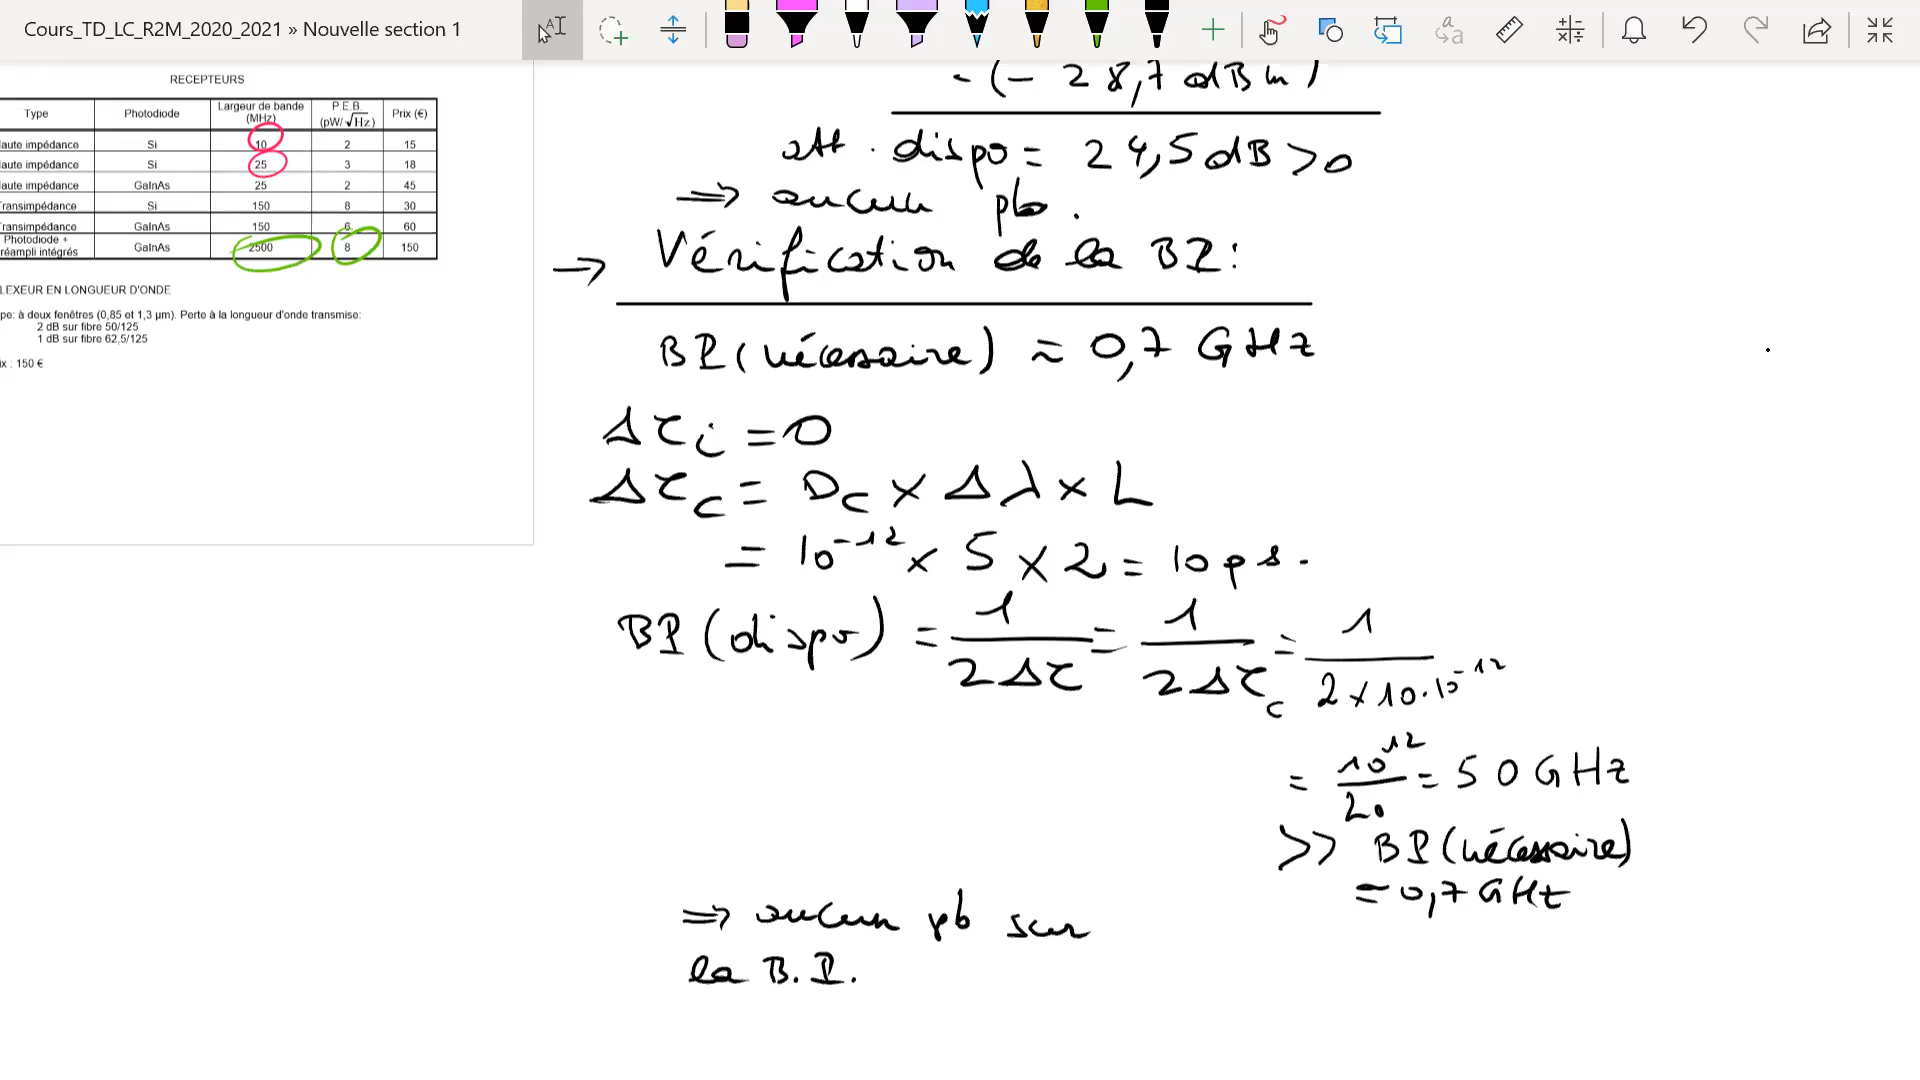 Cours_TD_LC_R2M_2020_2021 » Nouvelle section 1
RECEPTEURS
Type Photodiode Largeur de bande (MHz) P.E.B. (pW/√Hz) Prix (€)
aute impédance Si 10 2 15
aute impédance Si 25 3 18
aute impédance GaInAs 25 2 45
ransimpédance Si 150 8 30
ransimpédance GaInAs 150 6 60
Photodiode + réampli intégrés GaInAs 2500 8 150
LEXEUR EN LONGUEUR D'ONDE
pe: à deux fenêtres (0,85 et 1,3 µm). Perte à la longueur d'onde transmise:
2 dB sur fibre 50/125
1 dB sur fibre 62,5/125
ix : 150 €
- (- 28,7 dBm)
att. dispo = 24,5 dB > 0
⇒ aucun pb.
→ Vérification de la BP:
BP (nécessaire) ≈ 0,7 GHz
Δτi = 0
Δτc = Dc × Δλ × L
= 10⁻¹² × 5 × 2 = 10 ps.
BP (dispo) = 1/(2Δτ) = 1/(2Δτc) = 1/(2×10.10⁻¹²)
= 10¹²/20 = 50 GHz
>> BP (nécessaire)
= 0,7 GHz
⇒ aucun pb sur
la B.P.